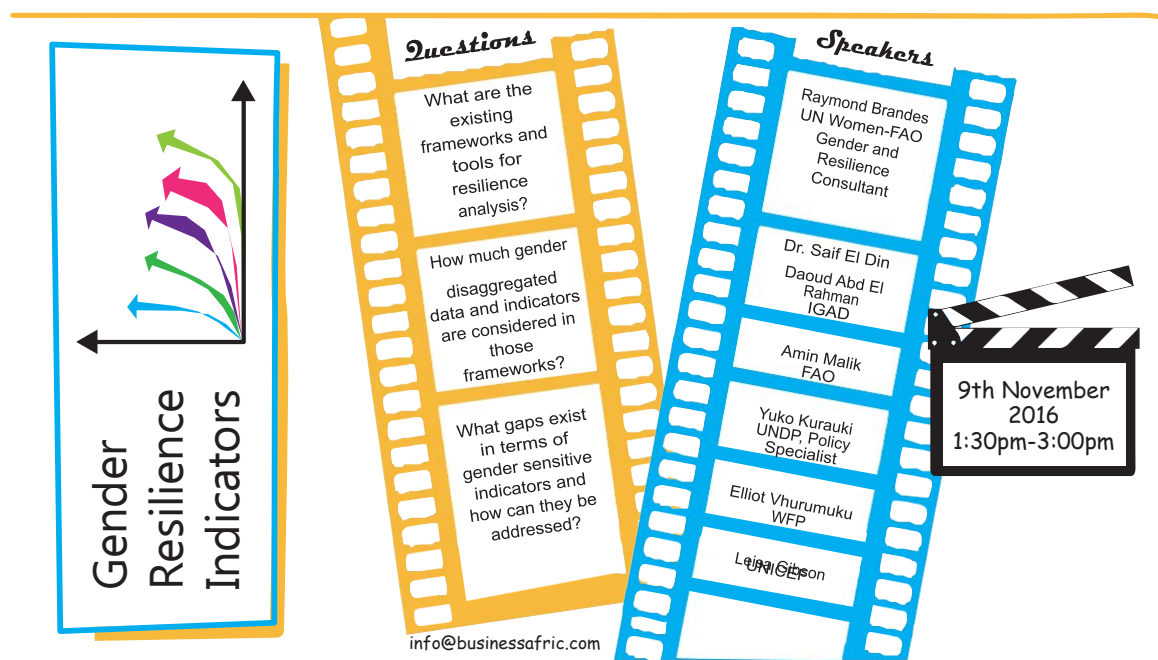 Gender
Resilience
Indicators
Questions
What are the
existing
frameworks and
tools for
resilience
analysis?
How much gender
disaggregated
data and indicators
are considered in
those
frameworks?
What gaps exist
in terms of
gender sensitive
indicators and
how can they be
addressed?
info@businessafric.com
Speakers
Raymond Brandes
UN Women-FAO
Gender and
Resilience
Consultant
Dr. Saif El Din
Daoud Abd El
Rahman
IGAD
Amin Malik
FAO
Yuko Kurauki
UNDP, Policy
Specialist
Elliot Vhurumuku
WFP
Leisa Gibson
UNICEF
9th November
2016
1:30pm-3:00pm